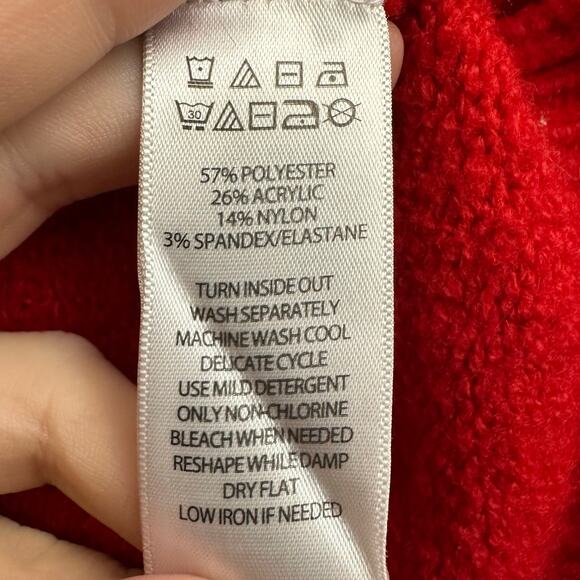 30
57% POLYESTER
26% ACRYLIC
14% NYLON
3% SPANDEX/ELASTANE
TURN INSIDE OUT
WASH SEPARATELY
MACHINE WASH COOL
DELICATE CYCLE
USE MILD DETERGENT
ONLY NON-CHLORINE
BLEACH WHEN NEEDED
RESHAPE WHILE DAMP
DRY FLAT
LOW IRON IF NEEDED